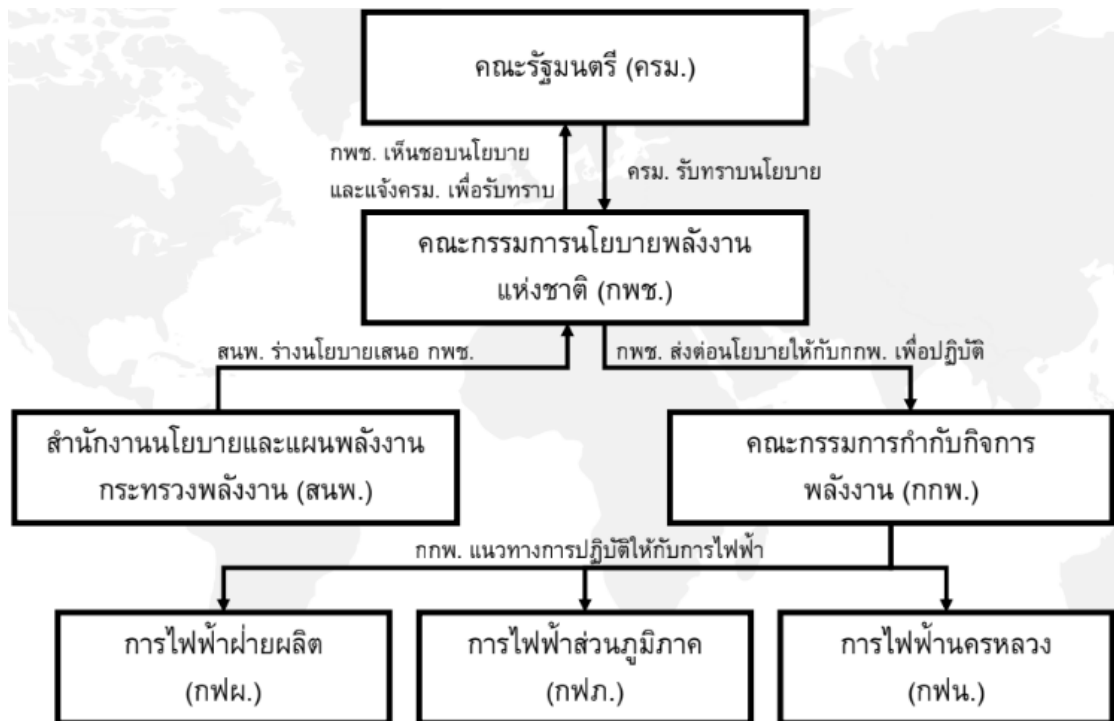 คณะรัฐมนตรี (ครม.)
กพช. เห็นชอบนโยบาย
และแจ้งครม. เพื่อรับทราบ
ครม. รับทราบนโยบาย
คณะกรรมการนโยบายพลังงาน
แห่งชาติ (กพช.)
สนพ. ร่างนโยบายเสนอ กพช.
กพช. ส่งต่อนโยบายให้กับกกพ. เพื่อปฏิบัติ
สำนักงานนโยบายและแผนพลังงาน
กระทรวงพลังงาน (สนพ.)
คณะกรรมการกำกับกิจการ
พลังงาน (กกพ.)
กกพ. แนวทางการปฏิบัติให้กับการไฟฟ้า
การไฟฟ้าฝ่ายผลิต
(กฟผ.)
การไฟฟ้าส่วนภูมิภาค
(กฟภ.)
การไฟฟ้านครหลวง
(กฟน.)